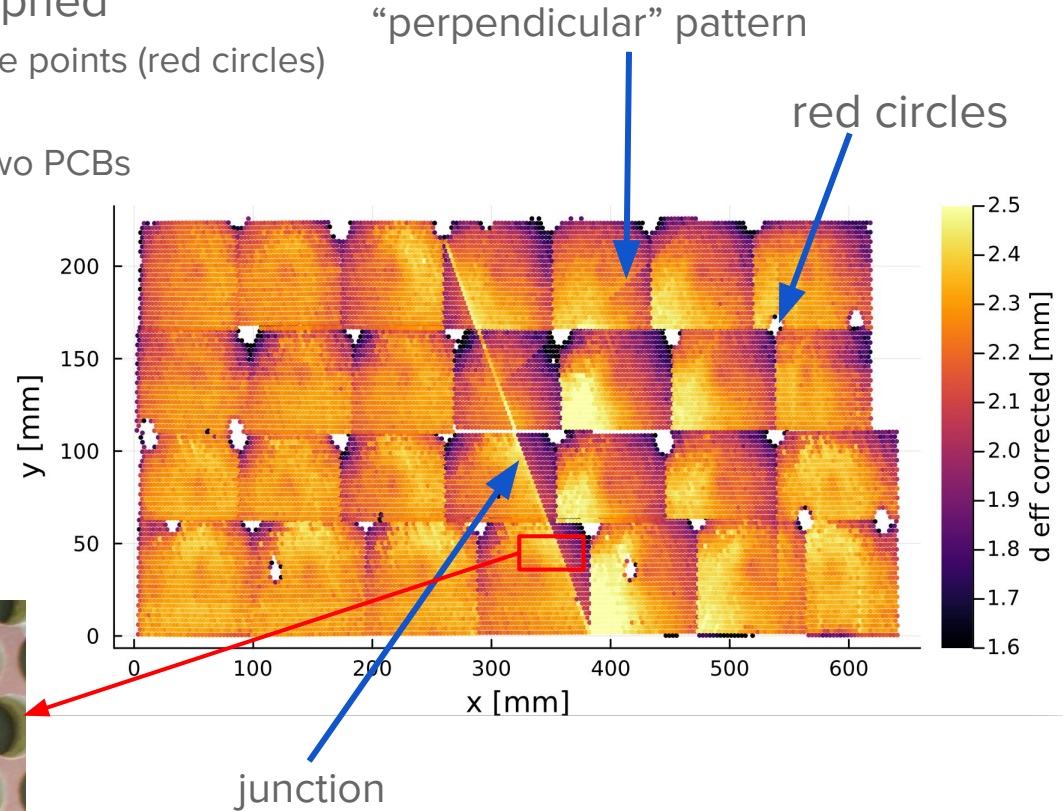 “perpendicular” pattern
e points (red circles)
red circles
wo PCBs
y [mm]
200
150
100
50
0
0 100 200 300 400 500 600
x [mm]
2.5
2.4
2.3
2.2
2.1
2.0
1.9
1.8
1.7
1.6
d eff corrected [mm]
junction